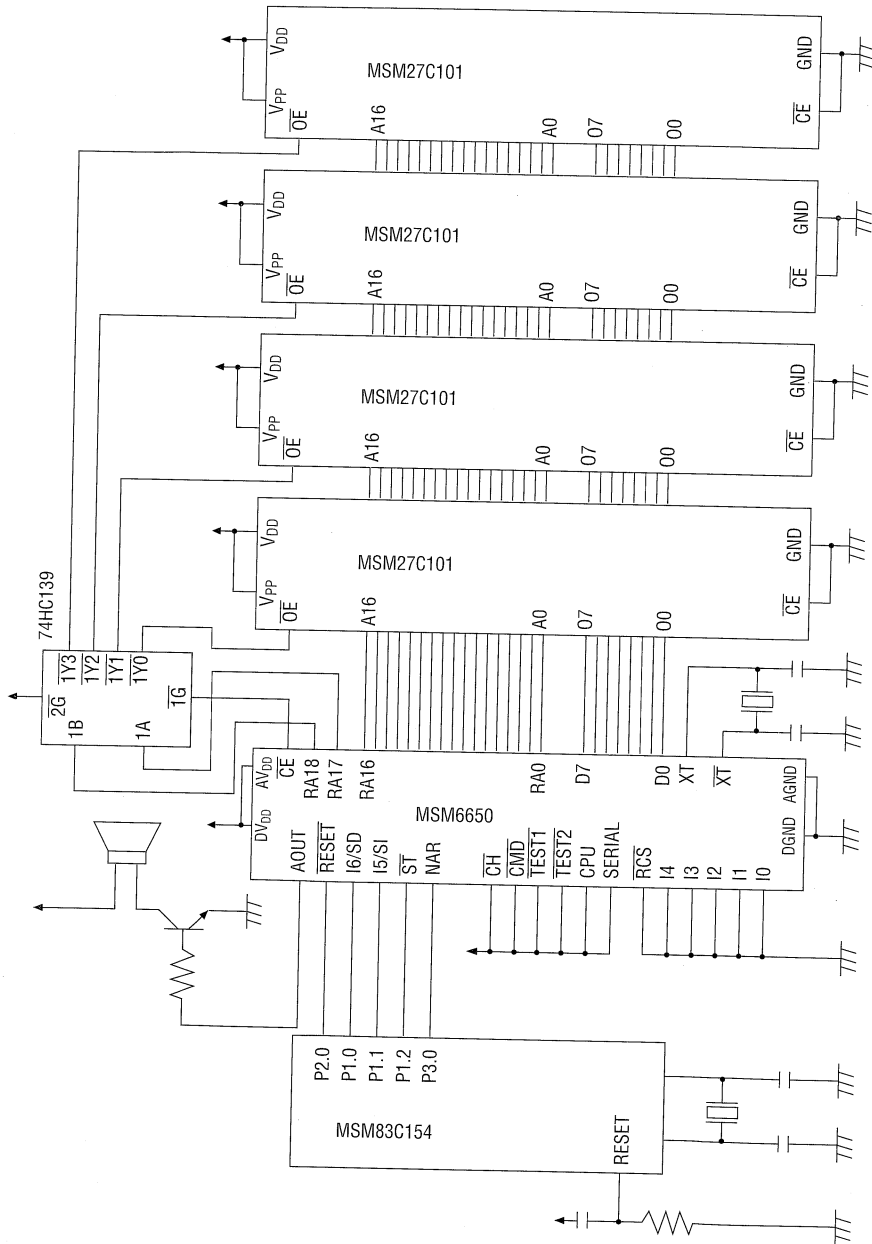 MSM27C101
VDD
VPP
OE
A16
A0
O7
O0
CE
GND
MSM27C101
VDD
VPP
OE
A16
A0
O7
O0
CE
GND
MSM27C101
VDD
VPP
OE
A16
A0
O7
O0
CE
GND
MSM27C101
VDD
VPP
OE
A16
A0
O7
O0
CE
GND
74HC139
2G
1Y3
1Y2
1Y1
1Y0
1B
1A
1G
MSM6650
DVDD
AVDD
CE
RA18
RA17
RA16
RA0
D7
D0
XT
XT
DGND
AGND
AOUT
RESET
I6/SD
I5/SI
ST
NAR
CH
CMD
TEST1
TEST2
CPU
SERIAL
RCS
I4
I3
I2
I1
I0
MSM83C154
P2.0
P1.0
P1.1
P1.2
P3.0
RESET